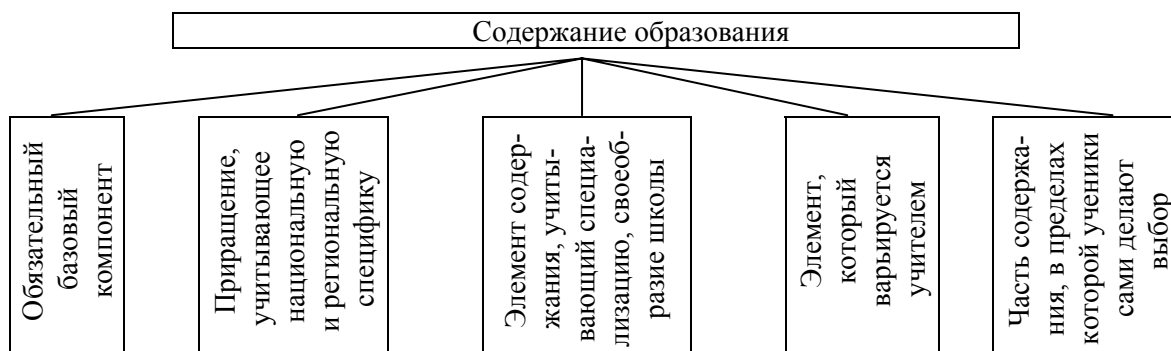 Содержание образования
Обязательный
базовый
компонент
Приращение,
учитывающее
национальную
и региональную
специфику
Элемент содер-
жания, учиты-
вающий специа-
лизацию, своеоб-
разие школы
Элемент,
который
варьируется
учителем
Часть содержа-
ния, в пределах
которой ученики
сами делают
выбор